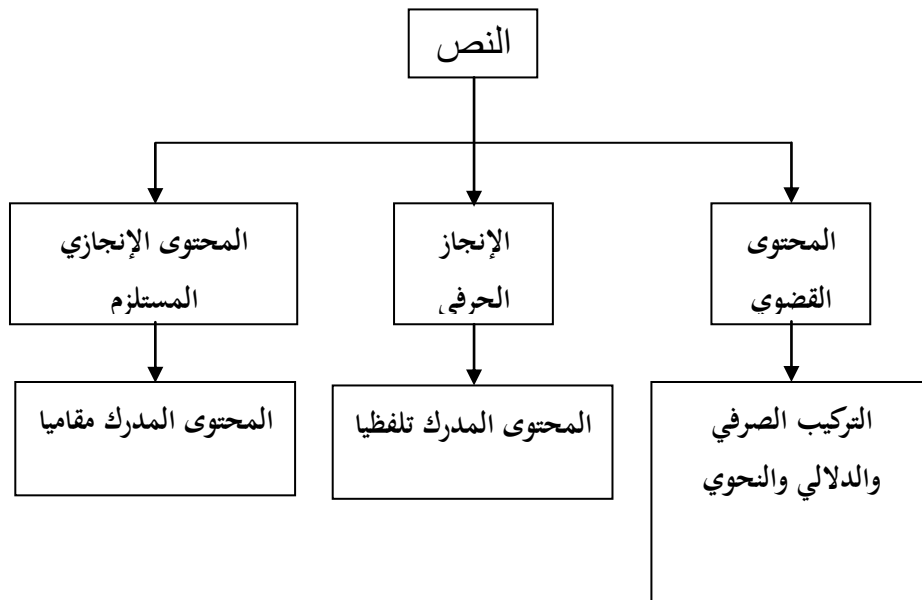 النص
المحتوى
القضوي
الإنجاز
الحرفي
المحتوى الإنجازي
المستلزم
التركيب الصرفي
والدلالي والنحوي
المحتوى المدرك تلفظيا
المحتوى المدرك مقاميا